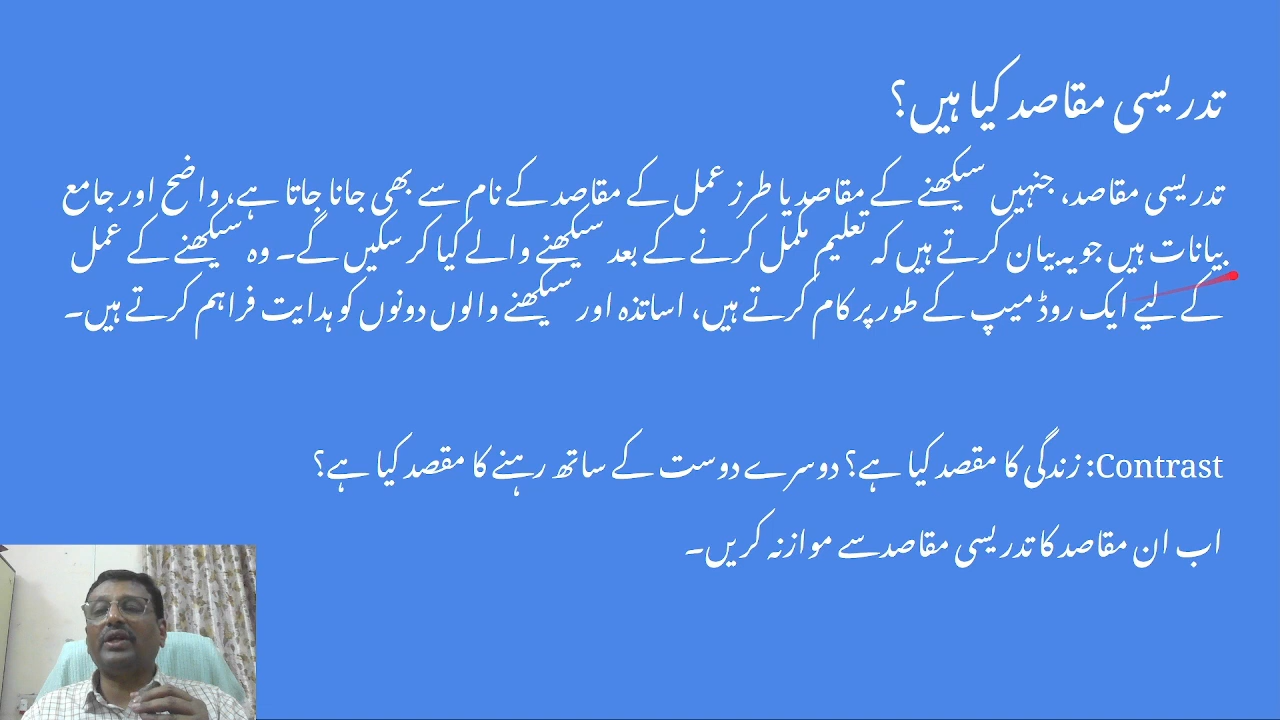 تدریسی مقاصد کیا ہیں؟
تدریسی مقاصد، جنہیں سیکھنے کے مقاصد یا طرز عمل کے مقاصد کے نام سے بھی جانا جاتا ہے، واضح اور جامع
بیانات ہیں جو یہ بیان کرتے ہیں کہ تعلیم مکمل کرنے کے بعد سیکھنے والے کیا کر سکیں گے۔ وہ سیکھنے کے عمل
کے لیے ایک روڈ میپ کے طور پر کام کرتے ہیں، اساتذہ اور سیکھنے والوں دونوں کو ہدایت فراہم کرتے ہیں۔
Contrast: زندگی کا مقصد کیا ہے؟ دوسرے دوست کے ساتھ رہنے کا مقصد کیا ہے؟
اب ان مقاصد کا تدریسی مقاصد سے موازنہ کریں۔